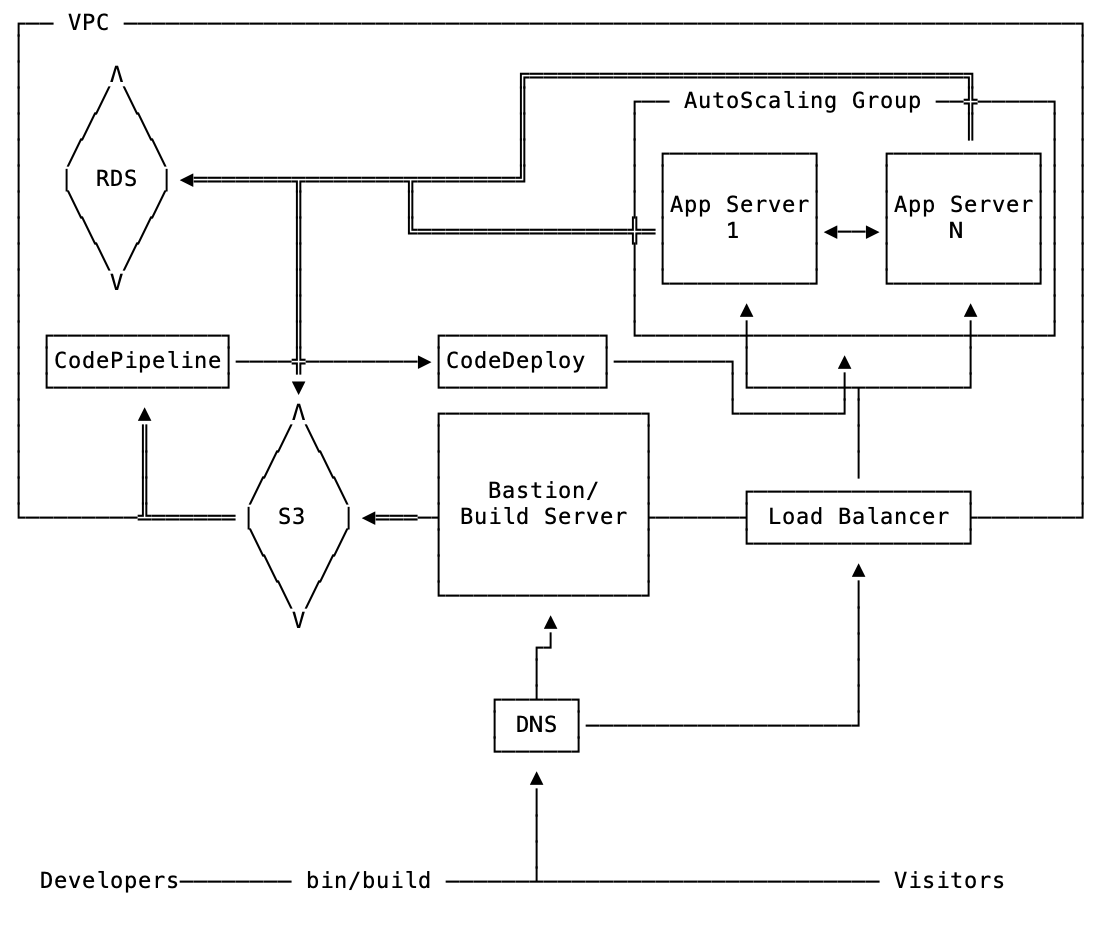 VPC
AutoScaling Group
RDS
App Server
1
App Server
N
CodePipeline
CodeDeploy
Bastion/
Build Server
S3
Load Balancer
DNS
Developers
bin/build
Visitors